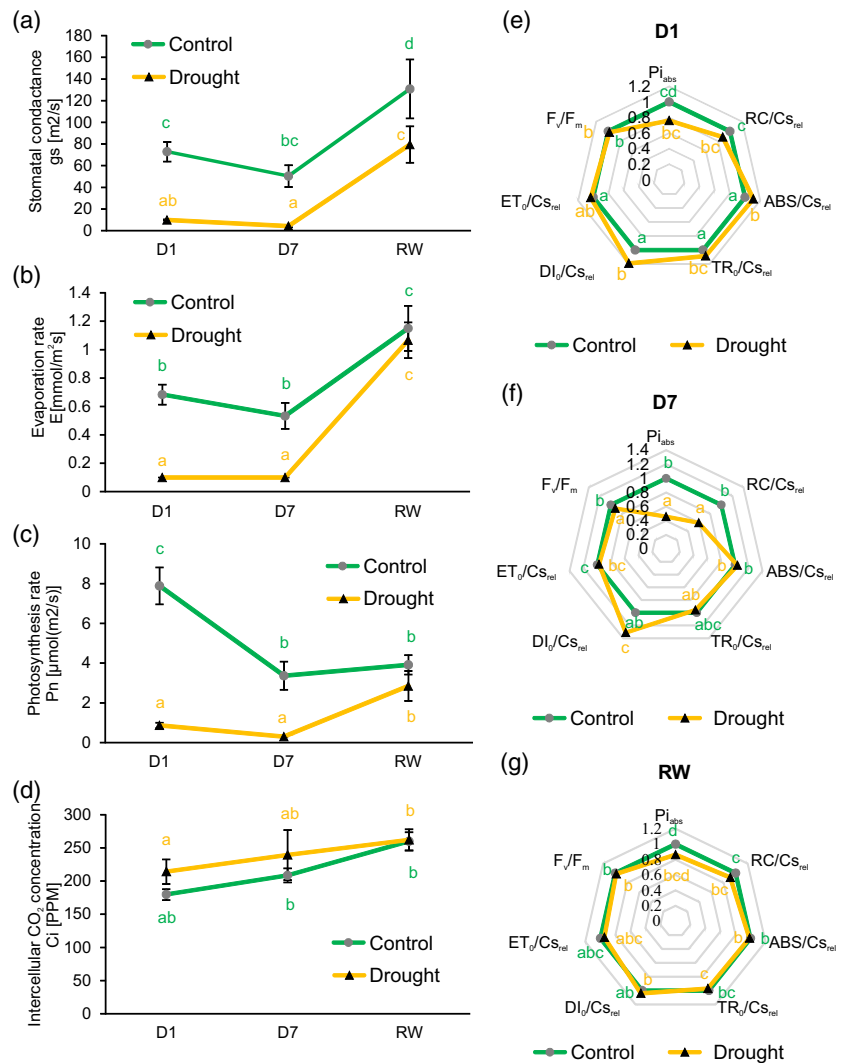 (a)
Stomatal condactance
gs [m2/s]
180
160
140
120
100
80
60
40
20
0
Control
Drought
c
bc
d
ab
a
c
D1 D7 RW
(b)
Evaporation rate
E[mmol/m²s]
1.4
1.2
1
0.8
0.6
0.4
0.2
0
Control
Drought
b
b
c
a
a
c
D1 D7 RW
(c)
Photosynthesis rate
Pn [µmol(m2/s)]
10
8
6
4
2
0
Control
Drought
c
b
b
a
a
b
D1 D7 RW
(d)
Intercellular CO₂ concentration
Ci [PPM]
300
250
200
150
100
50
0
a
ab
b
ab
b
b
Control
Drought
D1 D7 RW
(e)
D1
Pi_abs
1.2
1
0.8
0.6
0.4
0.2
0
cd
bc
RC/Cs_rel
c
bc
ABS/Cs_rel
a
b
TR₀/Cs_rel
a
bc
DI₀/Cs_rel
a
b
ET₀/Cs_rel
a
ab
F_v/F_m
b
b
Control Drought
(f)
D7
Pi_abs
1.4
1.2
1
0.8
0.6
0.4
0.2
0
b
a
RC/Cs_rel
b
a
ABS/Cs_rel
b
b
TR₀/Cs_rel
ab
abc
DI₀/Cs_rel
ab
c
ET₀/Cs_rel
c
bc
F_v/F_m
b
a
Control Drought
(g)
RW
Pi_abs
1.2
1
0.8
0.6
0.4
0.2
0
d
bcd
RC/Cs_rel
c
bc
ABS/Cs_rel
b
b
TR₀/Cs_rel
c
bc
DI₀/Cs_rel
ab
b
ET₀/Cs_rel
abc
abc
F_v/F_m
b
b
Control Drought